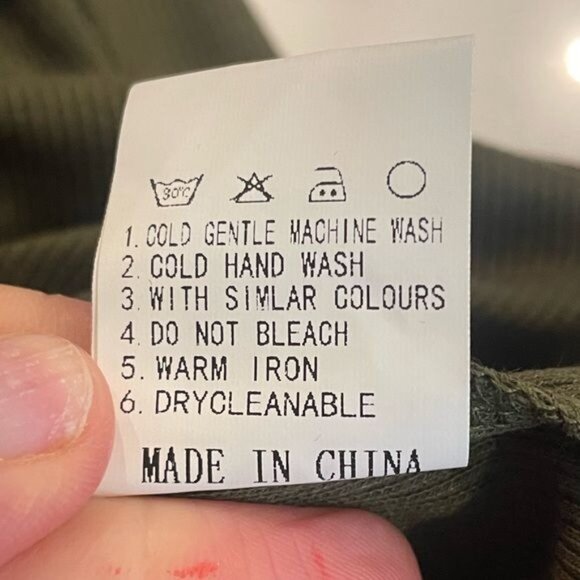 30°C
1. COLD GENTLE MACHINE WASH
2. COLD HAND WASH
3. WITH SIMLAR COLOURS
4. DO NOT BLEACH
5. WARM IRON
6. DRYCLEANABLE
MADE IN CHINA